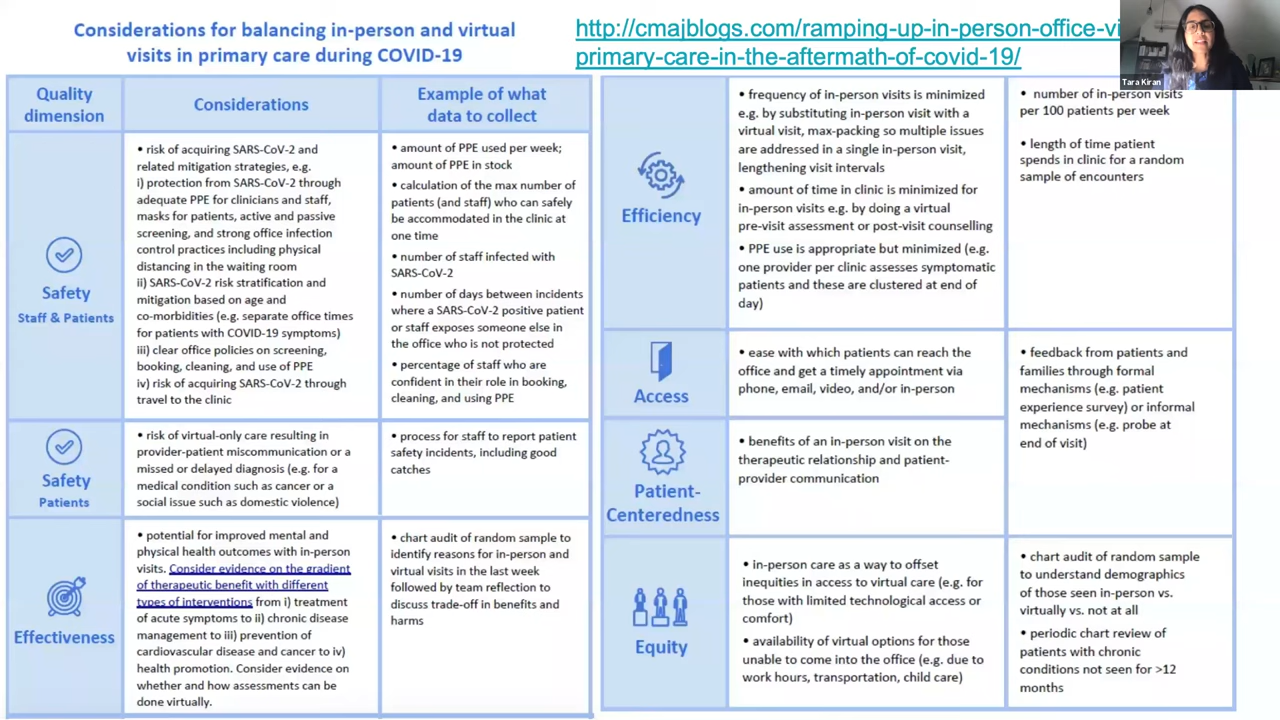 Considerations for balancing in-person and virtual
visits in primary care during COVID-19
http://cmajblogs.com/ramping-up-in-person-office-vi
primary-care-in-the-aftermath-of-covid-19/
Tara Kiran
Quality
dimension
Considerations
Example of what
data to collect
Safety
Staff & Patients
• risk of acquiring SARS-CoV-2 and
related mitigation strategies, e.g.
i) protection from SARS-CoV-2 through
adequate PPE for clinicians and staff,
masks for patients, active and passive
screening, and strong office infection
control practices including physical
distancing in the waiting room
ii) SARS-CoV-2 risk stratification and
mitigation based on age and
co-morbidities (e.g. separate office times
for patients with COVID-19 symptoms)
iii) clear office policies on screening,
booking, cleaning, and use of PPE
iv) risk of acquiring SARS-CoV-2 through
travel to the clinic
• amount of PPE used per week;
amount of PPE in stock
• calculation of the max number of
patients (and staff) who can safely
be accommodated in the clinic at
one time
• number of staff infected with
SARS-CoV-2
• number of days between incidents
where a SARS-CoV-2 positive patient
or staff exposes someone else in
the office who is not protected
• percentage of staff who are
confident in their role in booking,
cleaning, and using PPE
Safety
Patients
• risk of virtual-only care resulting in
provider-patient miscommunication or a
missed or delayed diagnosis (e.g. for a
medical condition such as cancer or a
social issue such as domestic violence)
• process for staff to report patient
safety incidents, including good
catches
Effectiveness
• potential for improved mental and
physical health outcomes with in-person
visits. Consider evidence on the gradient
of therapeutic benefit with different
types of interventions from i) treatment
of acute symptoms to ii) chronic disease
management to iii) prevention of
cardiovascular disease and cancer to iv)
health promotion. Consider evidence on
whether and how assessments can be
done virtually.
• chart audit of random sample to
identify reasons for in-person and
virtual visits in the last week
followed by team reflection to
discuss trade-off in benefits and
harms
Efficiency
• frequency of in-person visits is minimized
e.g. by substituting in-person visit with a
virtual visit, max-packing so multiple issues
are addressed in a single in-person visit,
lengthening visit intervals
• amount of time in clinic is minimized for
in-person visits e.g. by doing a virtual
pre-visit assessment or post-visit counselling
• PPE use is appropriate but minimized (e.g.
one provider per clinic assesses symptomatic
patients and these are clustered at end of
day)
• number of in-person visits
per 100 patients per week
• length of time patient
spends in clinic for a random
sample of encounters
Access
• ease with which patients can reach the
office and get a timely appointment via
phone, email, video, and/or in-person
• feedback from patients and
families through formal
mechanisms (e.g. patient
experience survey) or informal
mechanisms (e.g. probe at
end of visit)
Patient-
Centeredness
• benefits of an in-person visit on the
therapeutic relationship and patient-
provider communication
Equity
• in-person care as a way to offset
inequities in access to virtual care (e.g. for
those with limited technological access or
comfort)
• availability of virtual options for those
unable to come into the office (e.g. due to
work hours, transportation, child care)
• chart audit of random sample
to understand demographics
of those seen in-person vs.
virtually vs. not at all
• periodic chart review of
patients with chronic
conditions not seen for >12
months